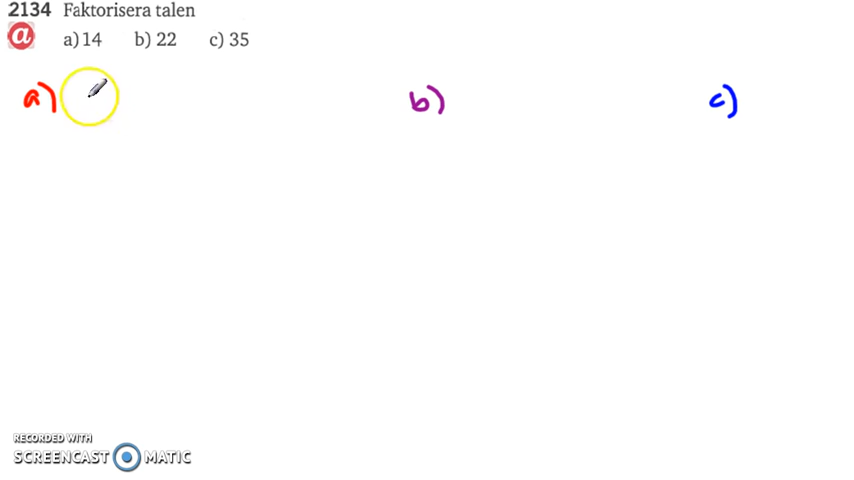 2134 Faktorisera talen
a a) 14 b) 22 c) 35
a) b) c)
RECORDED WITH
SCREENCAST MATIC